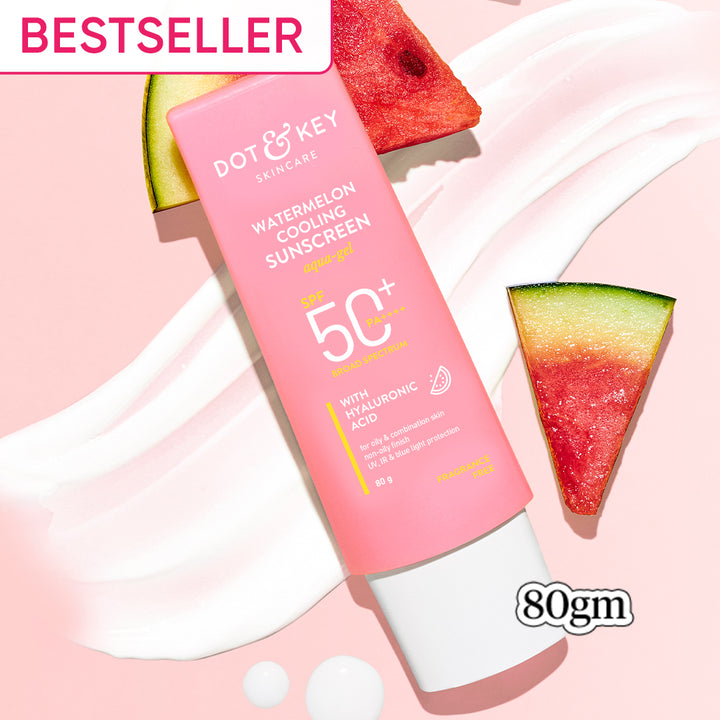 BESTSELLER
DOT & KEY
SKINCARE
WATERMELON
COOLING
SUNSCREEN
aqua-gel
SPF
50+
PA++++
BROAD SPECTRUM
WITH
HYALURONIC
ACID
for oily & combination skin
non-oily finish
UV, IR & blue light protection
80 g
FRAGRANCE
FREE
80gm